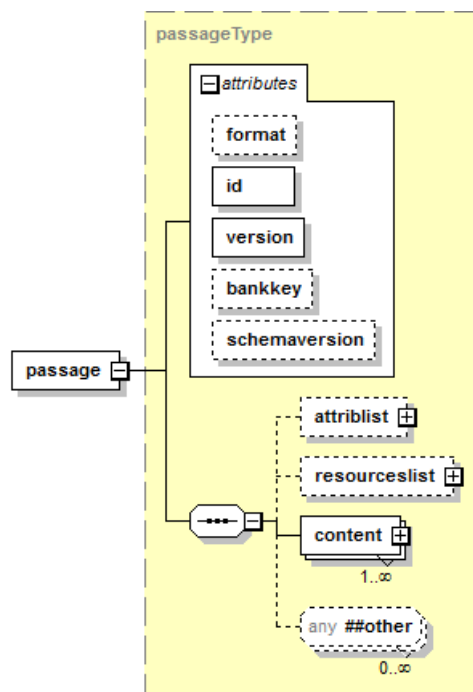 passageType
attributes
format
id
version
bankkey
schemaversion
passage
attriblist
resourceslist
content
1..∞
any ##other
0..∞